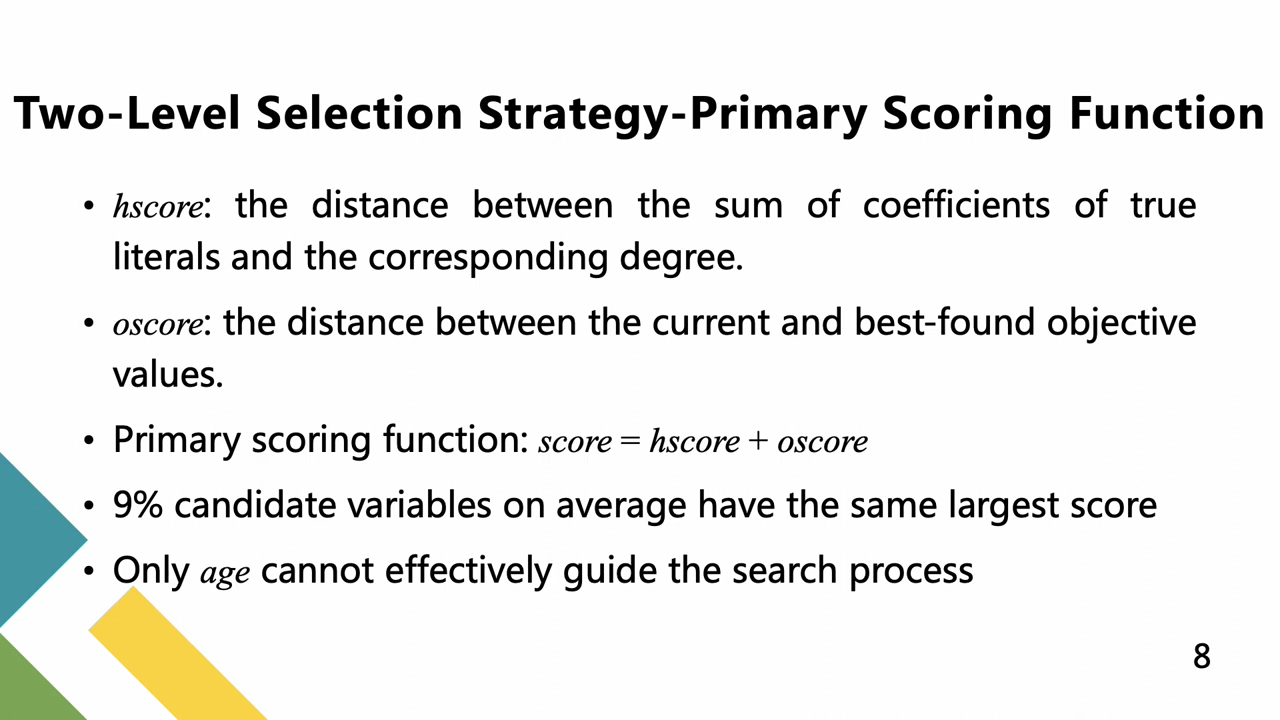 Two-Level Selection Strategy-Primary Scoring Function
• hscore: the distance between the sum of coefficients of true
literals and the corresponding degree.
• oscore: the distance between the current and best-found objective
values.
• Primary scoring function: score = hscore + oscore
• 9% candidate variables on average have the same largest score
• Only age cannot effectively guide the search process
8